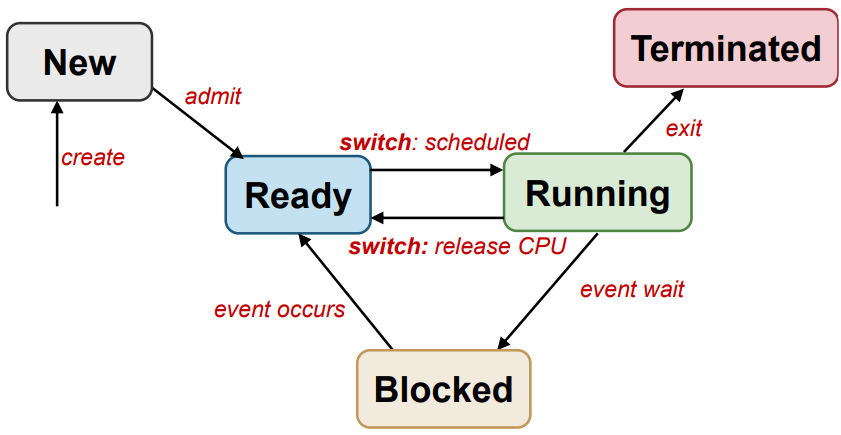 New
Terminated
admit
create
switch: scheduled
exit
Ready
Running
switch: release CPU
event occurs
event wait
Blocked